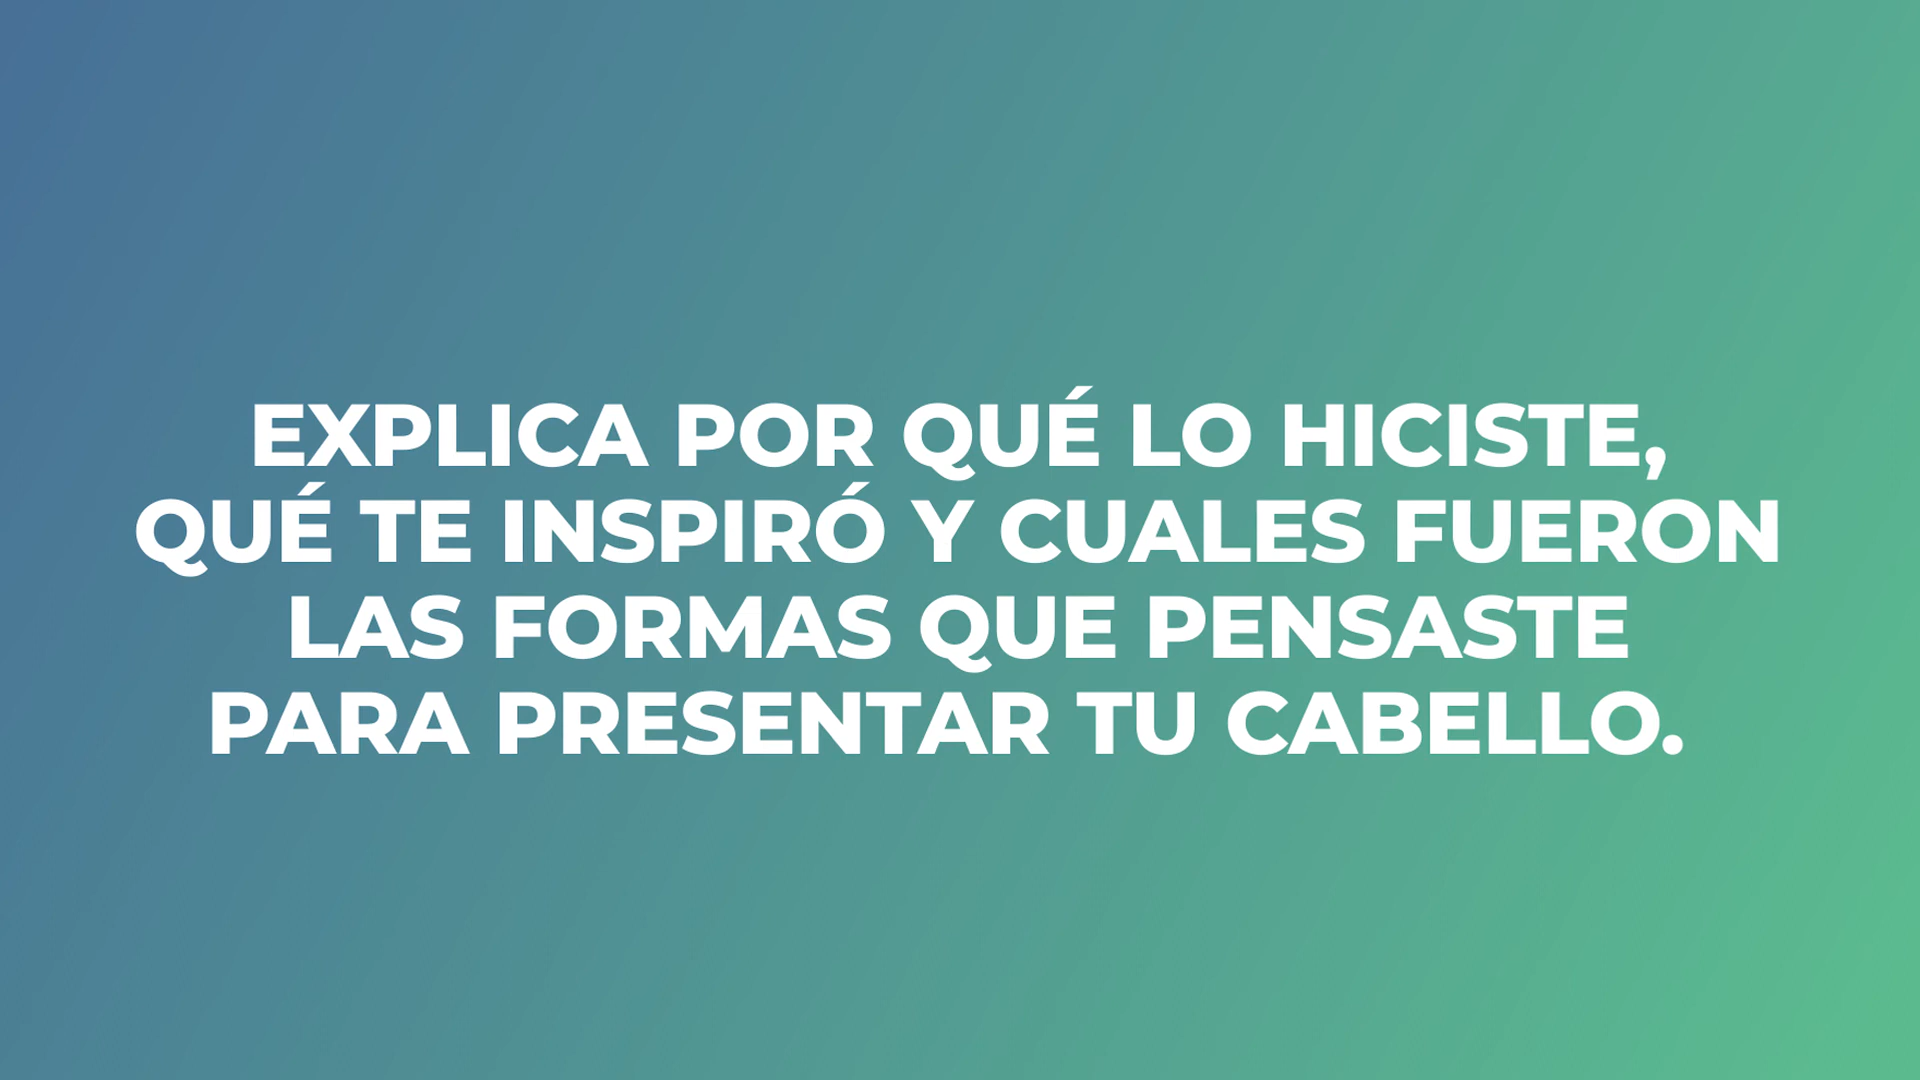 EXPLICA POR QUÉ LO HICISTE,
QUÉ TE INSPIRÓ Y CUALES FUERON
LAS FORMAS QUE PENSASTE
PARA PRESENTAR TU CABELLO.